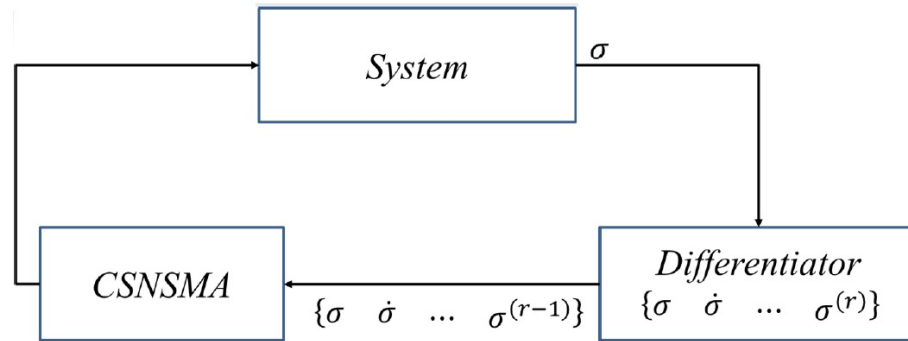 System
σ
Differentiator
{σ σ̇ ... σ^{(r)}}
CSNSMA
{σ σ̇ ... σ^{(r-1)}}